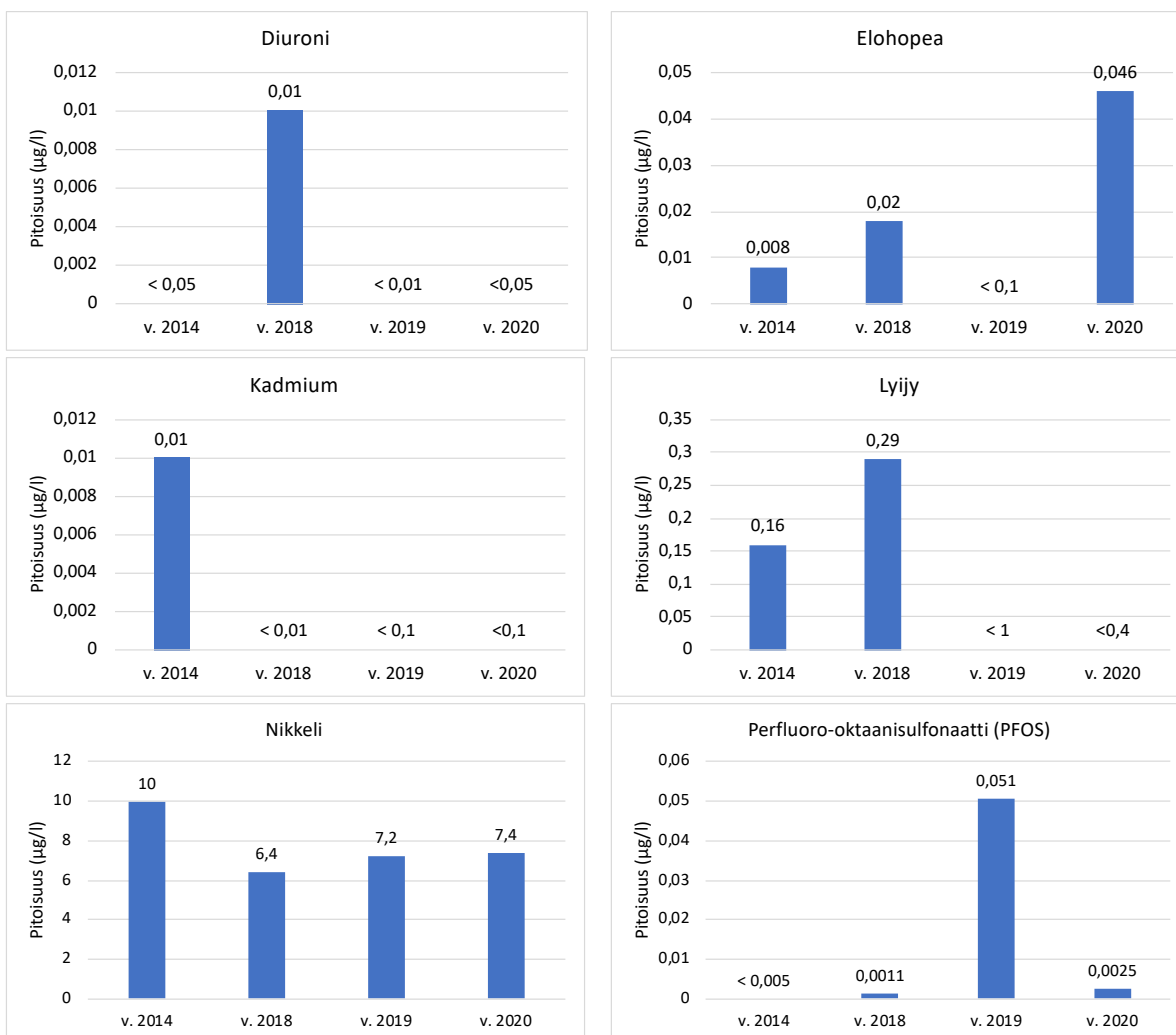 Diuroni
Pitoisuus (µg/l)
0,012
0,01
0,008
0,006
0,004
0,002
0
< 0,05
0,01
< 0,01
<0,05
v. 2014
v. 2018
v. 2019
v. 2020
Elohopea
Pitoisuus (µg/l)
0,05
0,04
0,03
0,02
0,01
0
0,008
0,02
< 0,1
0,046
v. 2014
v. 2018
v. 2019
v. 2020
Kadmium
Pitoisuus (µg/l)
0,012
0,01
0,008
0,006
0,004
0,002
0
0,01
< 0,01
< 0,1
<0,1
v. 2014
v. 2018
v. 2019
v. 2020
Lyijy
Pitoisuus (µg/l)
0,35
0,3
0,25
0,2
0,15
0,1
0,05
0
0,16
0,29
< 1
<0,4
v. 2014
v. 2018
v. 2019
v. 2020
Nikkeli
Pitoisuus (µg/l)
12
10
8
6
4
2
0
10
6,4
7,2
7,4
v. 2014
v. 2018
v. 2019
v. 2020
Perfluoro-oktaanisulfonaatti (PFOS)
Pitoisuus (µg/l)
0,06
0,05
0,04
0,03
0,02
0,01
0
< 0,005
0,0011
0,051
0,0025
v. 2014
v. 2018
v. 2019
v. 2020